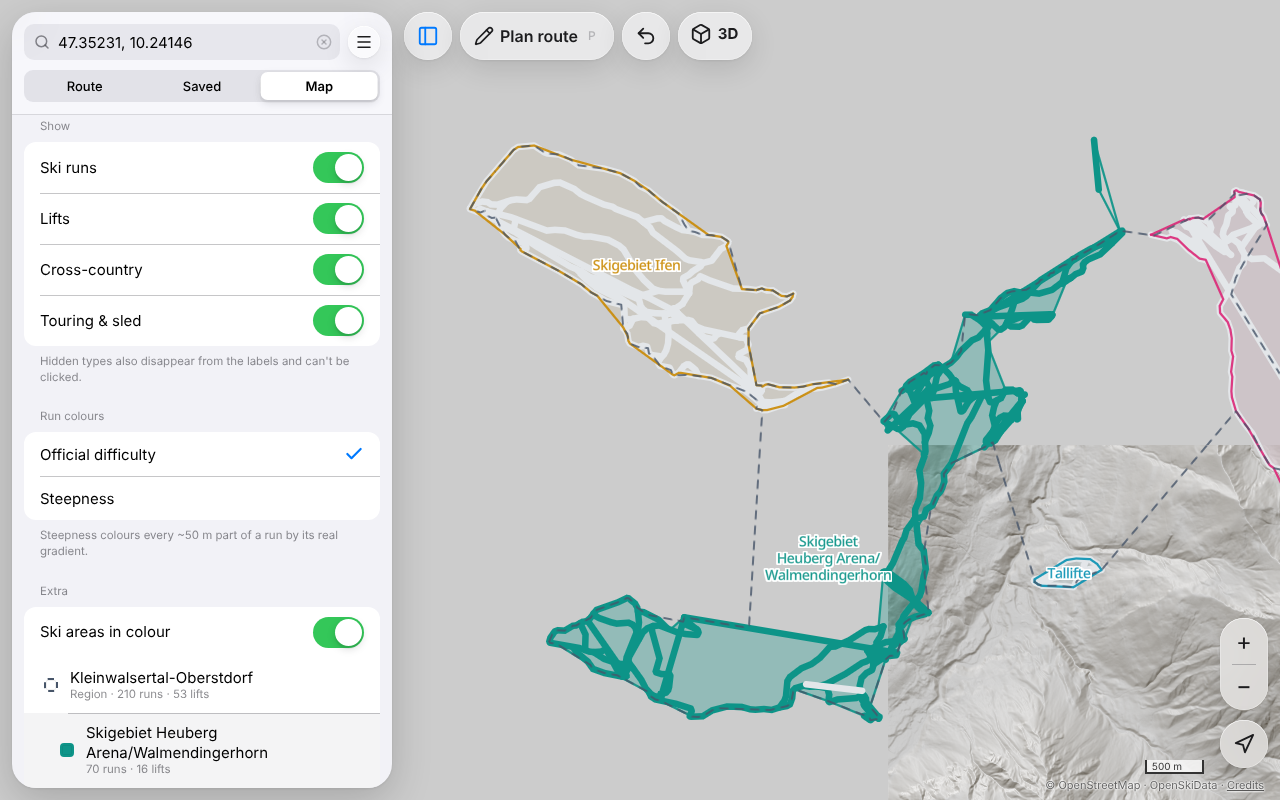 47.35231, 10.24146
Plan route P
3D
Route
Saved
Map
Show
Ski runs
Lifts
Cross-country
Touring & sled
Hidden types also disappear from the labels and can't be
clicked.
Run colours
Official difficulty
Steepness
Steepness colours every ~50 m part of a run by its real
gradient.
Extra
Ski areas in colour
Kleinwalsertal-Oberstdorf
Region · 210 runs · 53 lifts
Skigebiet Heuberg
Arena/Walmendingerhorn
70 runs · 16 lifts
Skigebiet Ifen
Skigebiet
Heuberg Arena/
Walmendingerhorn
Tallifte
+
−
500 m
© OpenStreetMap · OpenSkiData · Credits